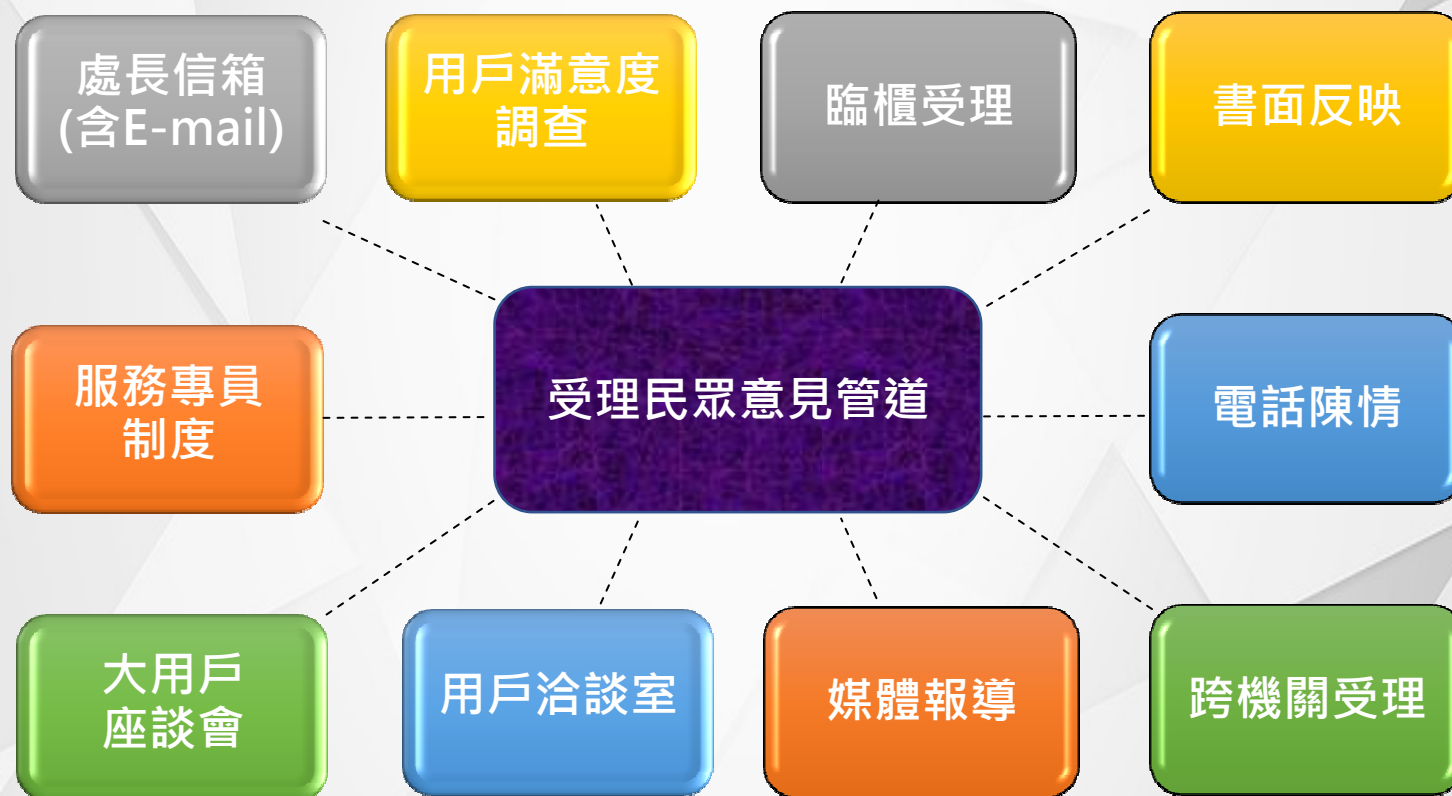 處長信箱
(含E-mail)
用戶滿意度
調查
臨櫃受理
書面反映
服務專員
制度
受理民眾意見管道
電話陳情
大用戶
座談會
用戶洽談室
媒體報導
跨機關受理